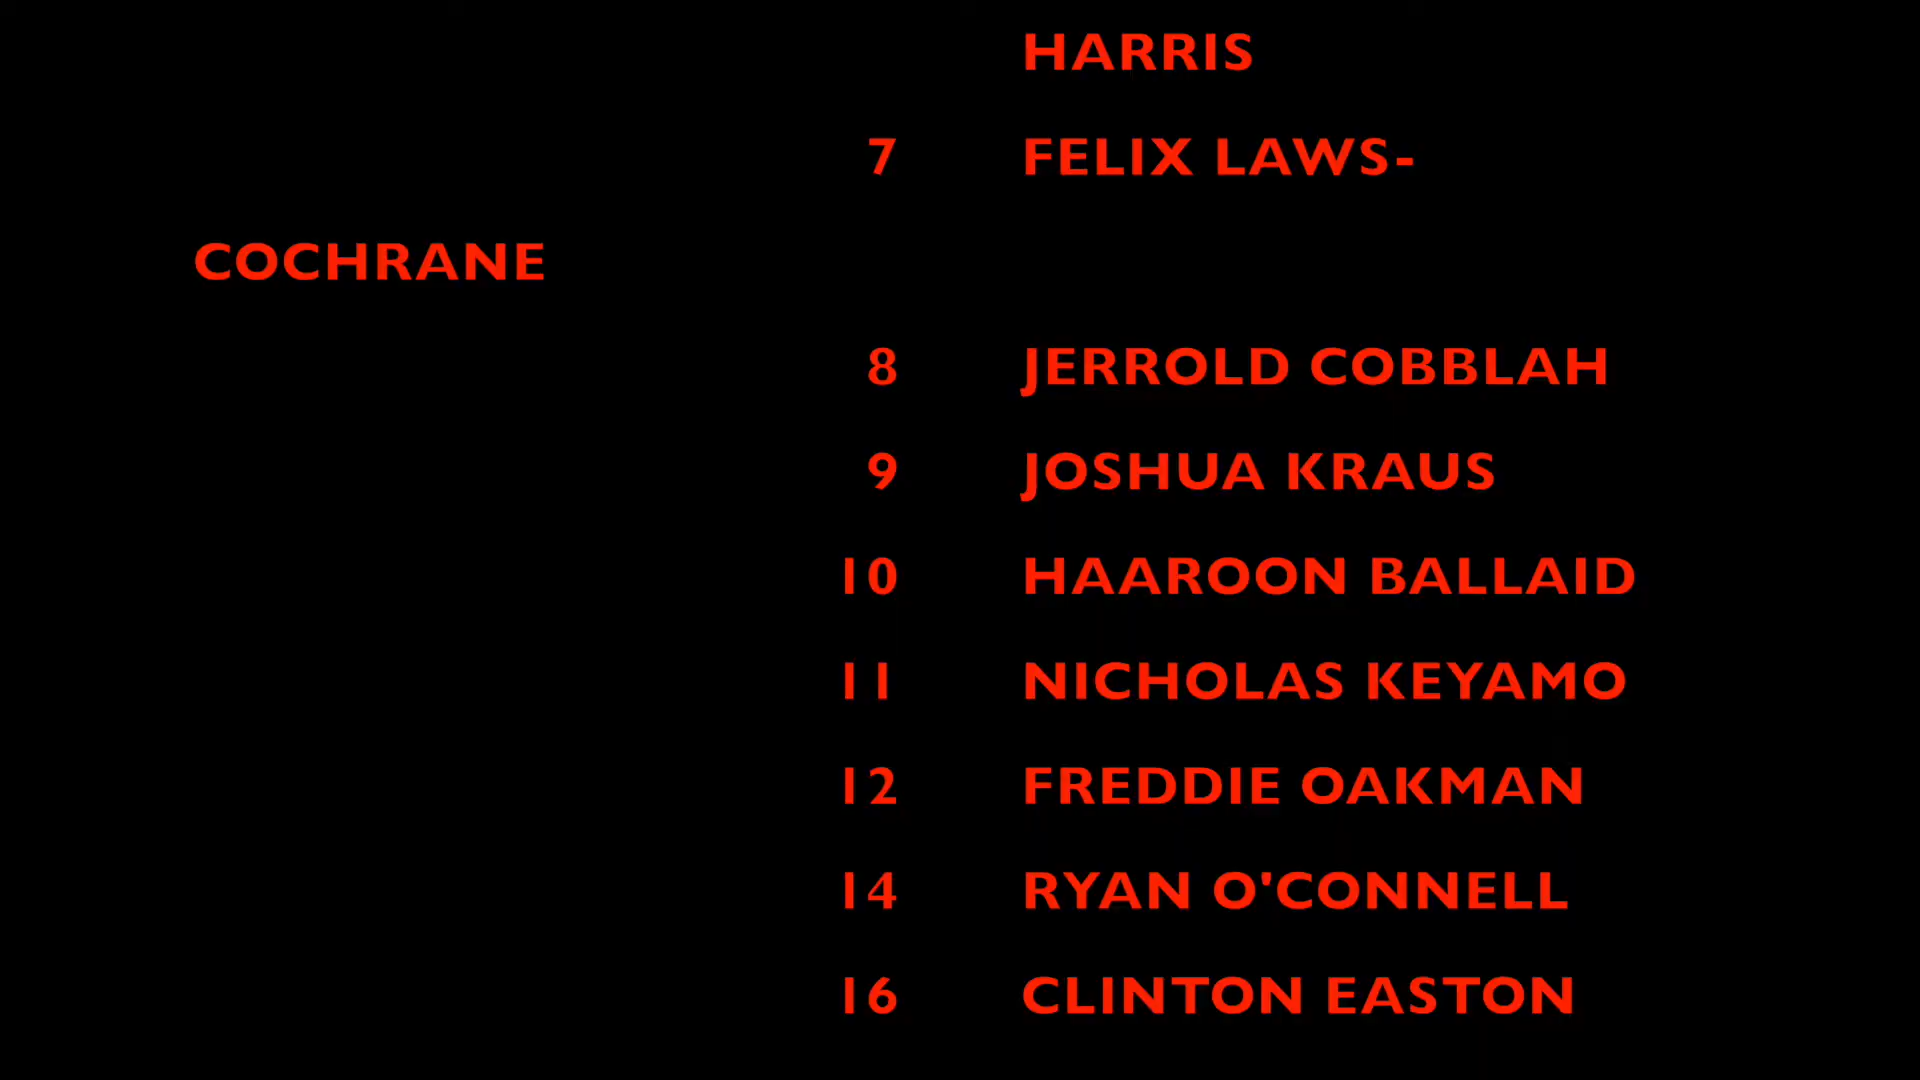 HARRIS
7 FELIX LAWS-
COCHRANE
8 JERROLD COBBLAH
9 JOSHUA KRAUS
10 HAAROON BALLAID
11 NICHOLAS KEYAMO
12 FREDDIE OAKMAN
14 RYAN O'CONNELL
16 CLINTON EASTON